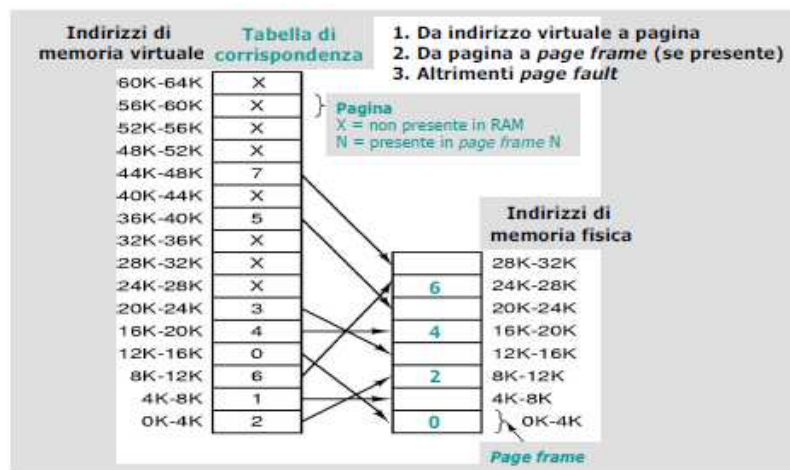 Indirizzi di
memoria virtuale
Tabella di
corrispondenza
1. Da indirizzo virtuale a pagina
2. Da pagina a page frame (se presente)
3. Altrimenti page fault
60K-64K X
56K-60K X
52K-56K X
48K-52K X
44K-48K 7
40K-44K X
36K-40K 5
32K-36K X
28K-32K X
24K-28K X
20K-24K 3
16K-20K 4
12K-16K 0
8K-12K 6
4K-8K 1
0K-4K 2
Pagina
X = non presente in RAM
N = presente in page frame N
Indirizzi di
memoria fisica
28K-32K
6 24K-28K
20K-24K
4 16K-20K
12K-16K
2 8K-12K
4K-8K
0 0K-4K
Page frame